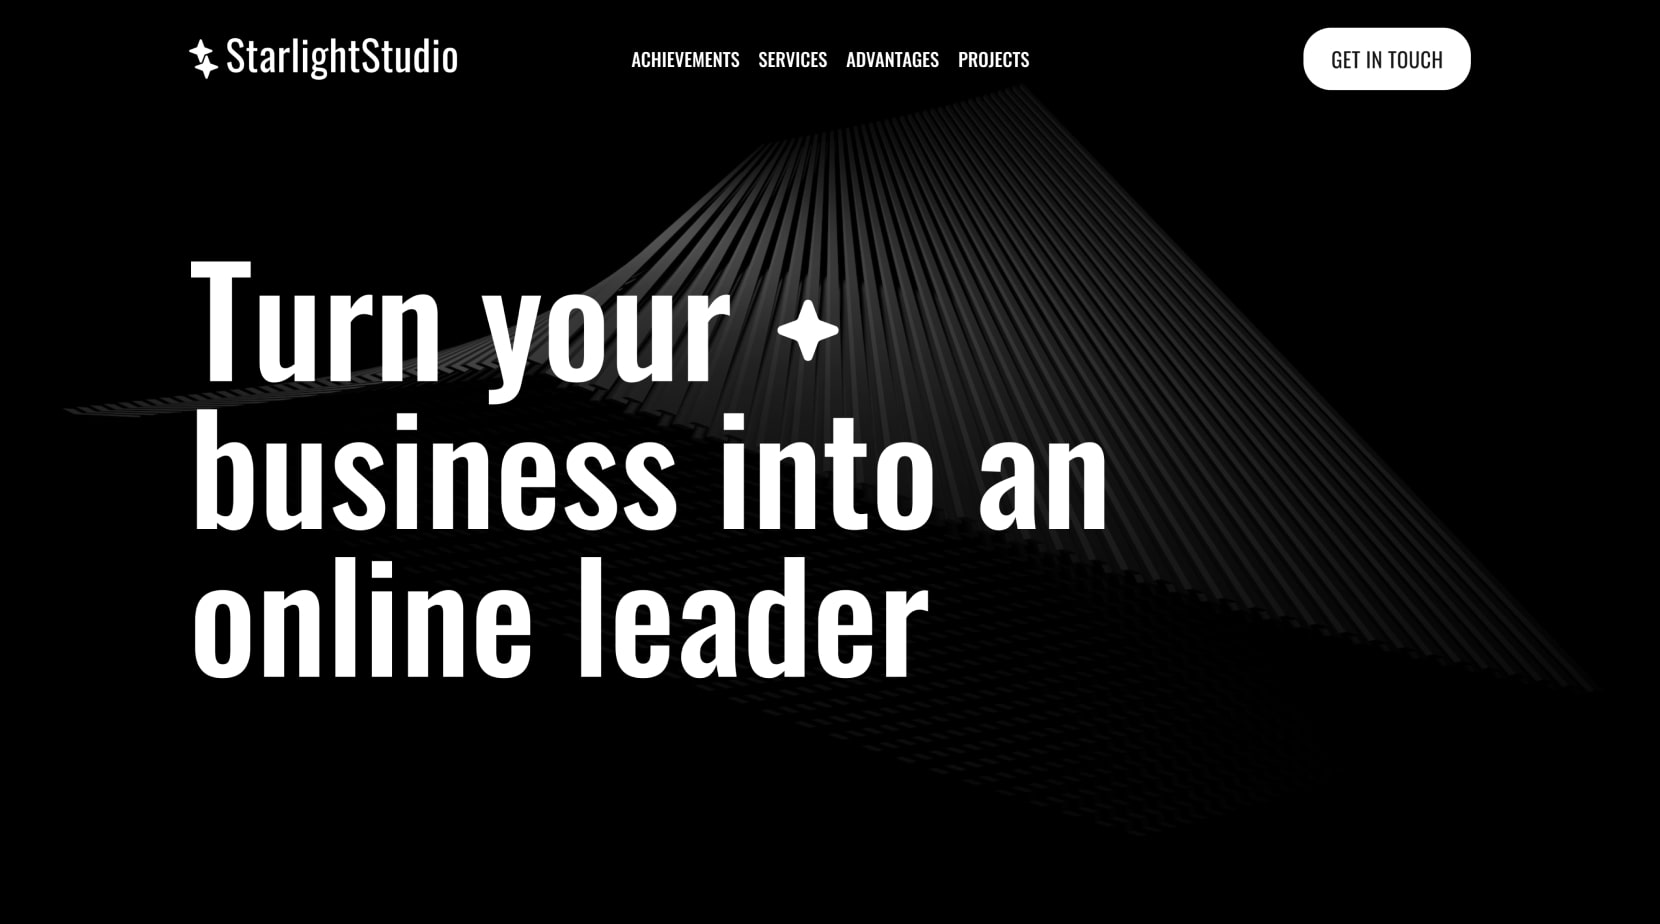 StarlightStudio
ACHIEVEMENTS SERVICES ADVANTAGES PROJECTS
GET IN TOUCH
Turn your
business into an
online leader